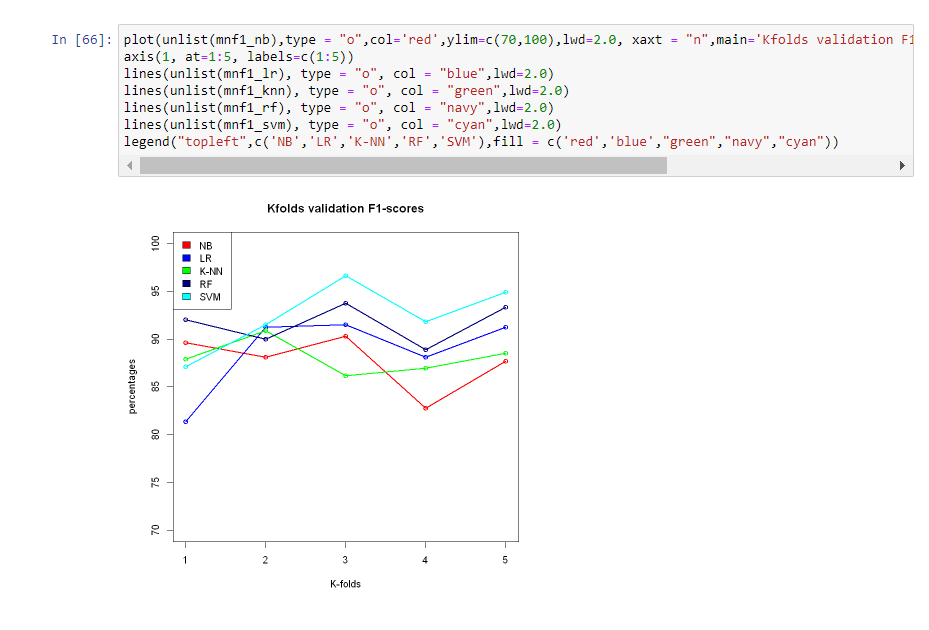 In [66]: plot(unlist(mnf1_nb),type = "o",col='red',ylim=c(70,100),lwd=2.0, xaxt = "n",main='Kfolds validation F1
axis(1, at=1:5, labels=c(1:5))
lines(unlist(mnf1_lr), type = "o", col = "blue",lwd=2.0)
lines(unlist(mnf1_knn), type = "o", col = "green",lwd=2.0)
lines(unlist(mnf1_rf), type = "o", col = "navy",lwd=2.0)
lines(unlist(mnf1_svm), type = "o", col = "cyan",lwd=2.0)
legend("topleft",c('NB','LR','K-NN','RF','SVM'),fill = c('red','blue',"green","navy","cyan"))
Kfolds validation F1-scores
NB
LR
K-NN
RF
SVM
100
95
90
85
80
75
70
percentages
1 2 3 4 5
K-folds